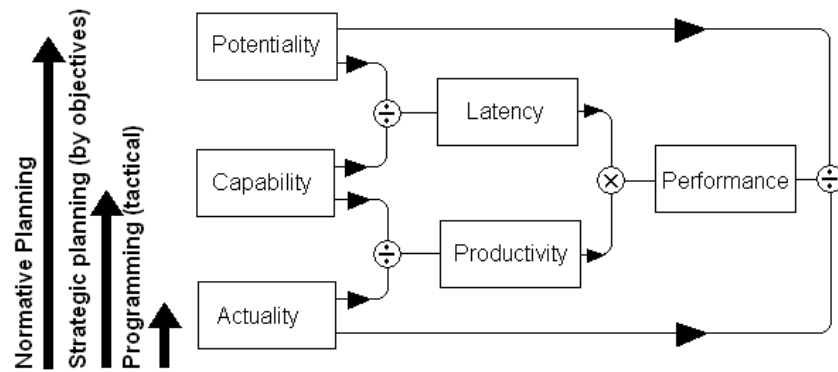 Normative Planning
Strategic planning (by objectives)
Programming (tactical)
Potentiality
Capability
Actuality
÷
÷
Latency
Productivity
×
Performance
÷